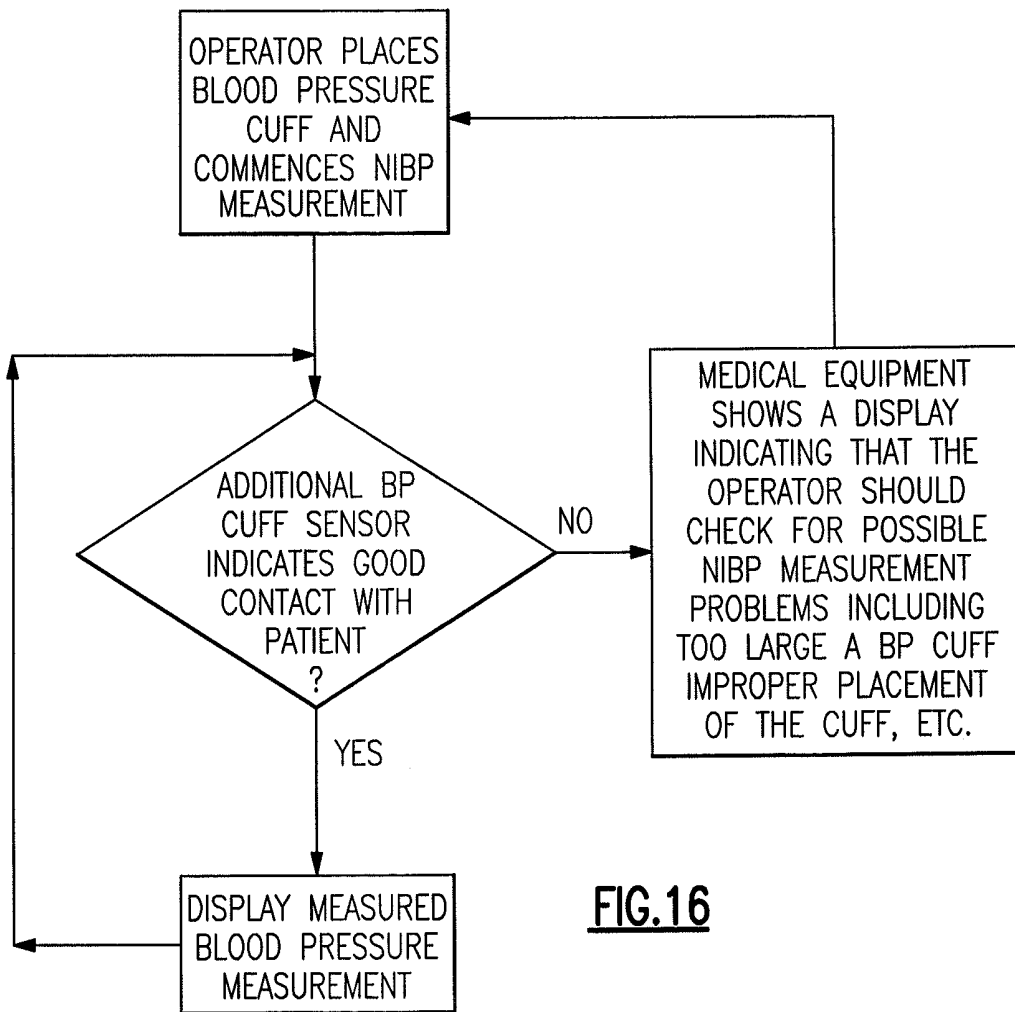 OPERATOR PLACES
BLOOD PRESSURE
CUFF AND
COMMENCES NIBP
MEASUREMENT
ADDITIONAL BP
CUFF SENSOR
INDICATES GOOD
CONTACT WITH
PATIENT
?
NO
MEDICAL EQUIPMENT
SHOWS A DISPLAY
INDICATING THAT THE
OPERATOR SHOULD
CHECK FOR POSSIBLE
NIBP MEASUREMENT
PROBLEMS INCLUDING
TOO LARGE A BP CUFF
IMPROPER PLACEMENT
OF THE CUFF, ETC.
YES
DISPLAY MEASURED
BLOOD PRESSURE
MEASUREMENT
FIG.16